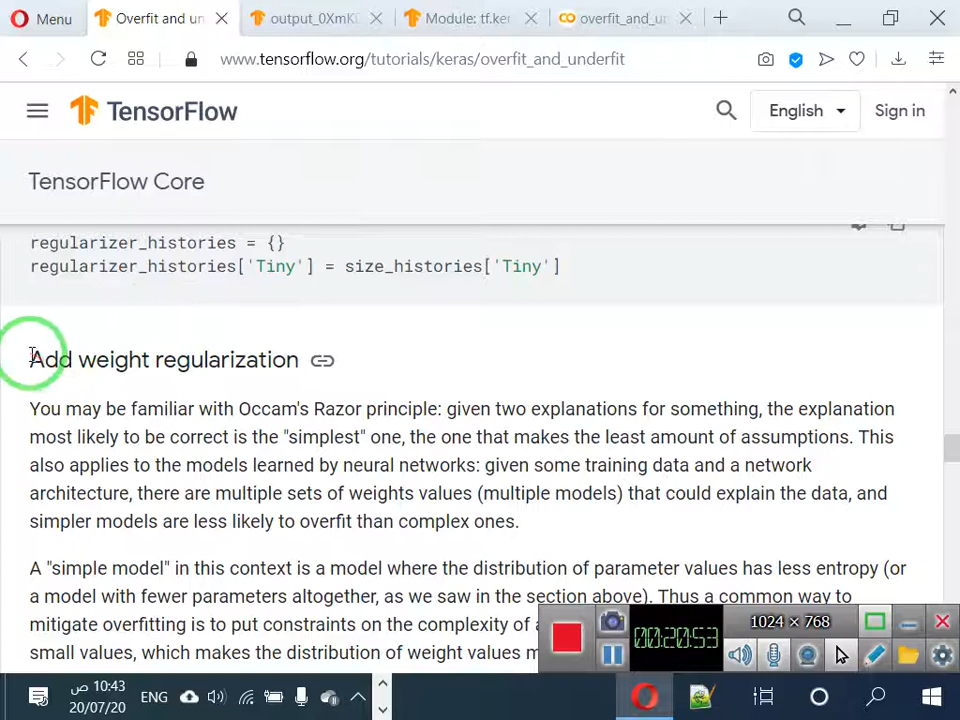 Menu
Overfit and un
output_0XmK
Module: tf.ker
overfit_and_u
www.tensorflow.org/tutorials/keras/overfit_and_underfit
TensorFlow
English
Sign in
TensorFlow Core
regularizer_histories = {}
regularizer_histories['Tiny'] = size_histories['Tiny']
Add weight regularization
You may be familiar with Occam's Razor principle: given two explanations for something, the explanation
most likely to be correct is the "simplest" one, the one that makes the least amount of assumptions. This
also applies to the models learned by neural networks: given some training data and a network
architecture, there are multiple sets of weights values (multiple models) that could explain the data, and
simpler models are less likely to overfit than complex ones.
A "simple model" in this context is a model where the distribution of parameter values has less entropy (or
a model with fewer parameters altogether, as we saw in the section above). Thus a common way to
mitigate overfitting is to put constraints on the complexity of a
small values, which makes the distribution of weight values m
00:20:53
1024 × 768
10:43 ص
20/07/20
ENG